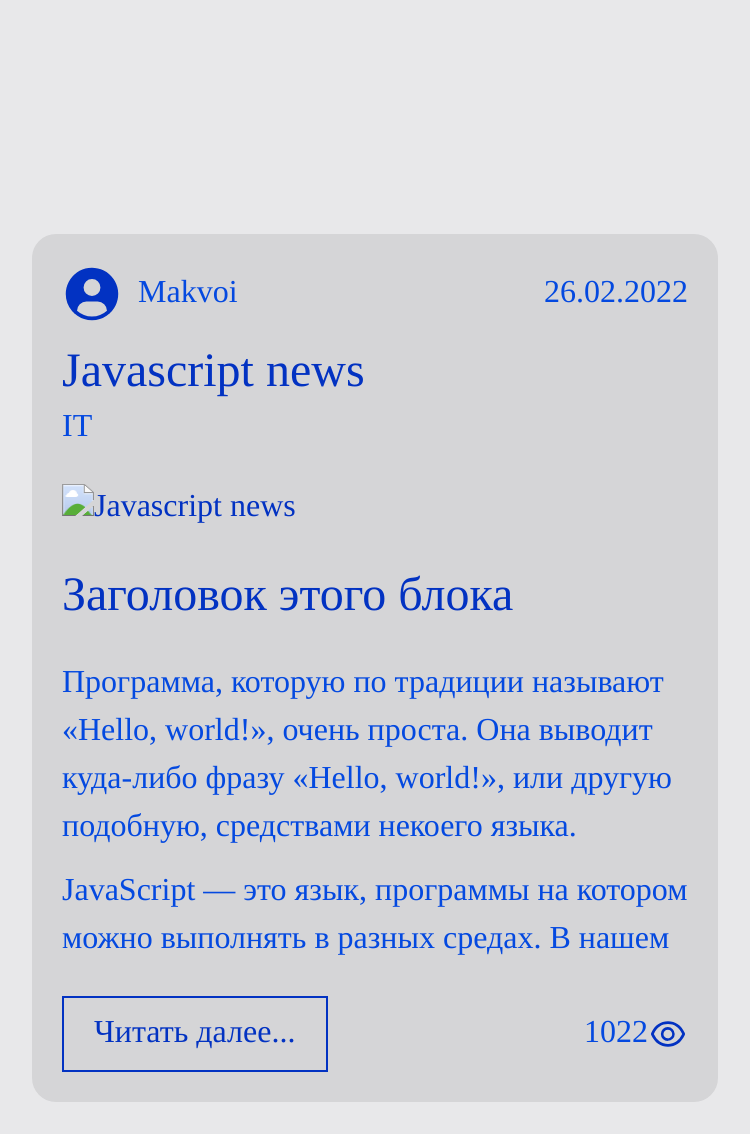 Makvoi
26.02.2022
Javascript news
IT
Javascript news
Заголовок этого блока
Программа, которую по традиции называют
«Hello, world!», очень проста. Она выводит
куда-либо фразу «Hello, world!», или другую
подобную, средствами некоего языка.
JavaScript — это язык, программы на котором
можно выполнять в разных средах. В нашем
Читать далее...
1022